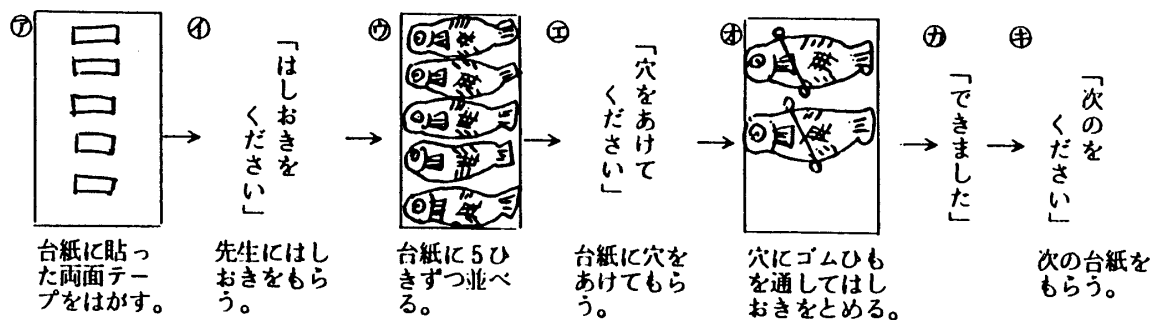 ㋐
㋑
「はしおきを
ください」
㋒
㋓
「穴をあけて
ください」
㋔
㋕
「できました」
㋖
「次のを
ください」
台紙に貼っ
た両面テー
プをはがす。
先生にはし
おきをもら
う。
台紙に5ひ
きずつ並べ
る。
台紙に穴を
あけてもら
う。
穴にゴムひも
を通してはし
おきをとめる。
次の台紙を
もらう。